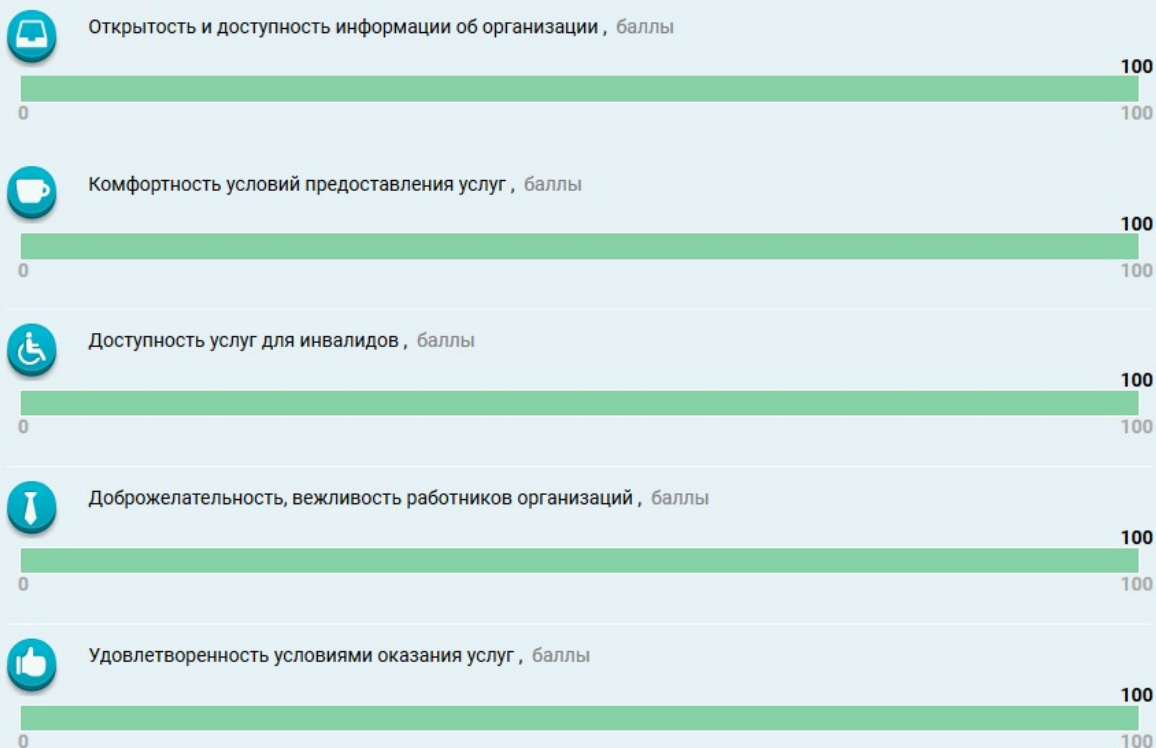 Открытость и доступность информации об организации , баллы
100
0 100
Комфортность условий предоставления услуг , баллы
100
0 100
Доступность услуг для инвалидов , баллы
100
0 100
Доброжелательность, вежливость работников организаций , баллы
100
0 100
Удовлетворенность условиями оказания услуг , баллы
100
0 100